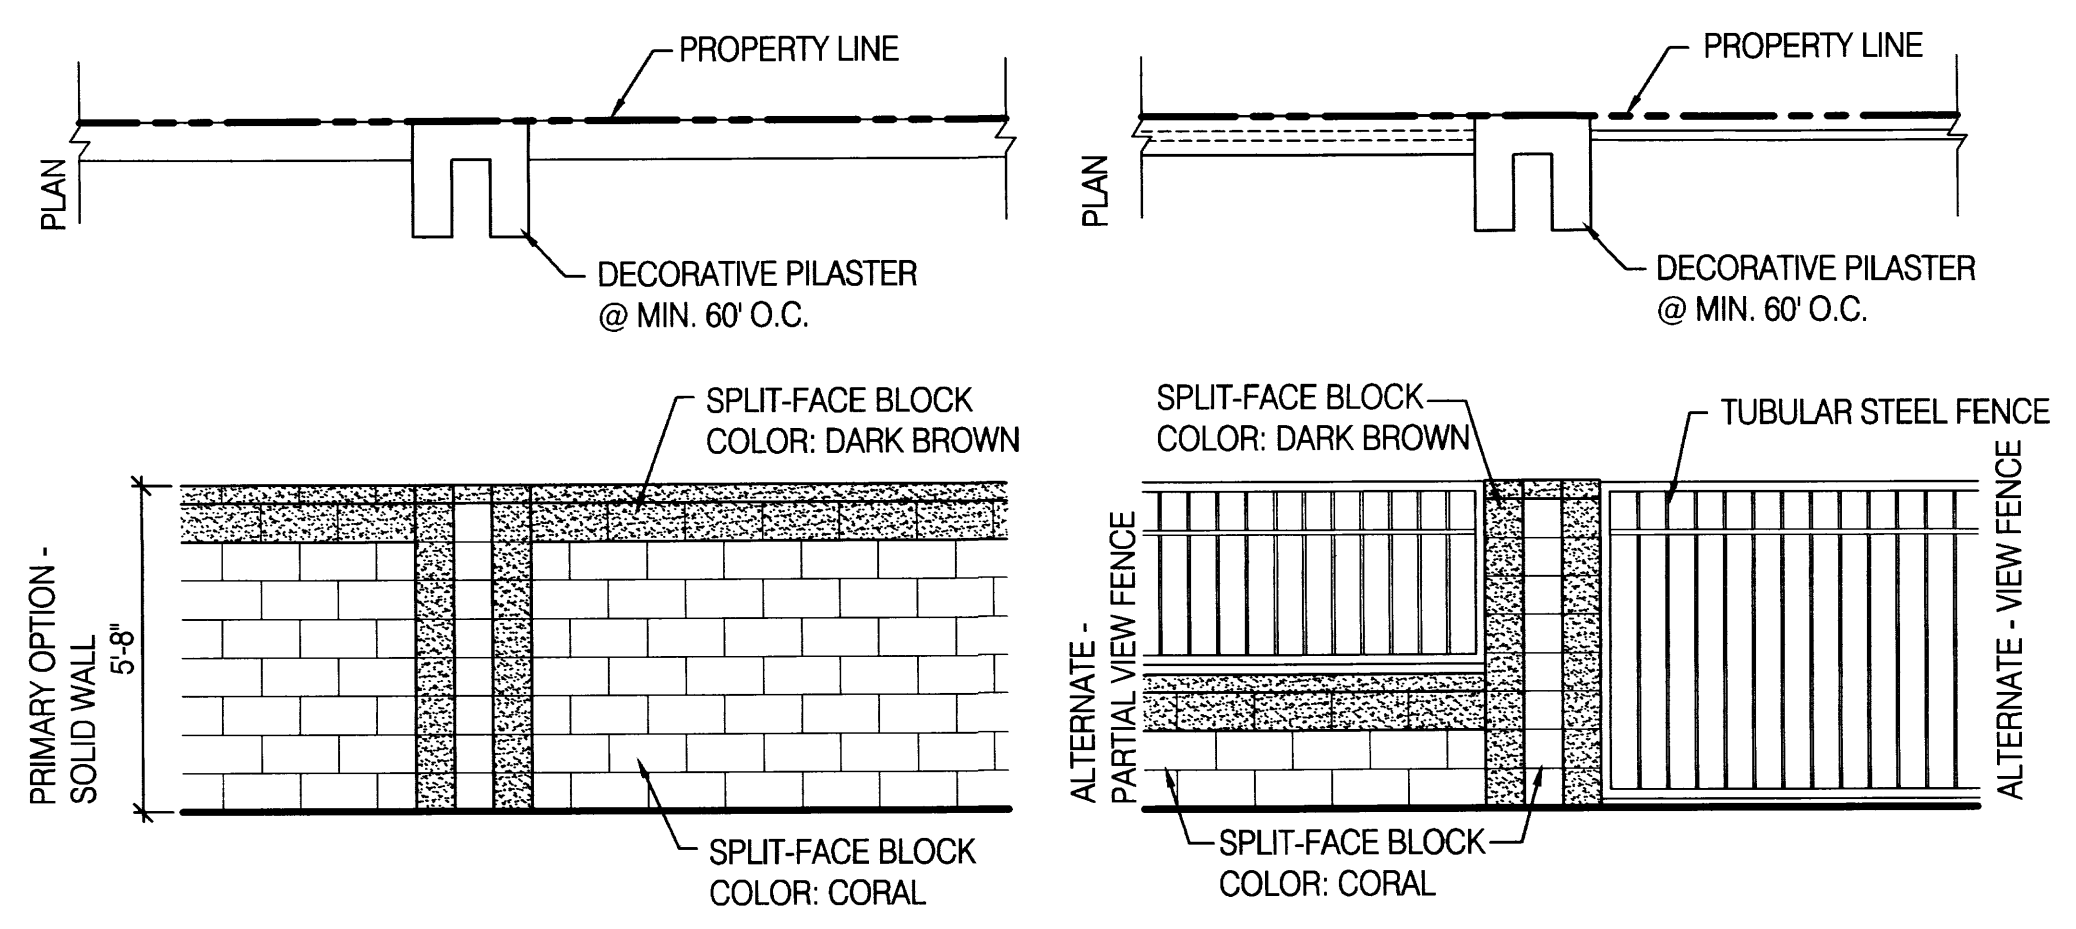 PROPERTY LINE
PLAN
DECORATIVE PILASTER
@ MIN. 60' O.C.
PROPERTY LINE
PLAN
DECORATIVE PILASTER
@ MIN. 60' O.C.
SPLIT-FACE BLOCK
COLOR: DARK BROWN
PRIMARY OPTION -
SOLID WALL
5'-8"
SPLIT-FACE BLOCK
COLOR: CORAL
SPLIT-FACE BLOCK
COLOR: DARK BROWN
TUBULAR STEEL FENCE
ALTERNATE -
PARTIAL VIEW FENCE
ALTERNATE - VIEW FENCE
SPLIT-FACE BLOCK
COLOR: CORAL